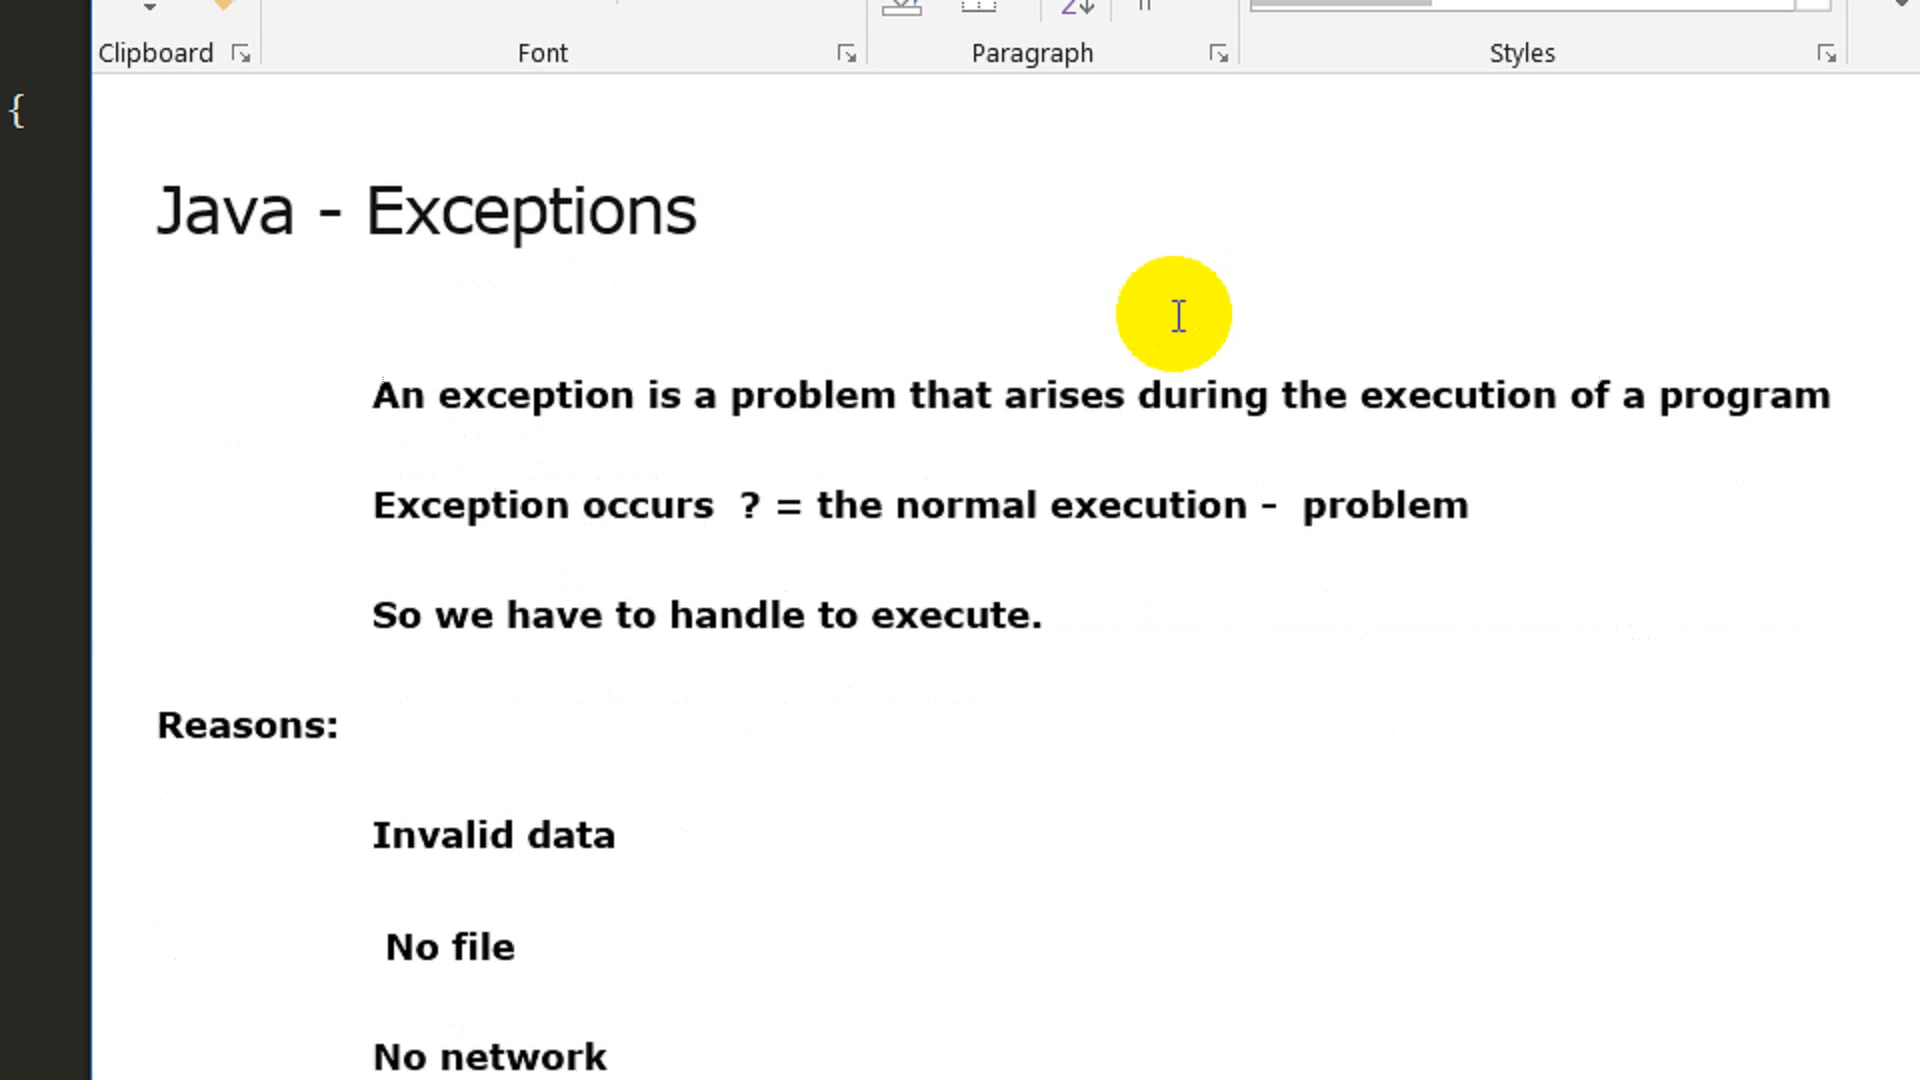 Clipboard Font Paragraph Styles
{
Java - Exceptions
An exception is a problem that arises during the execution of a program
Exception occurs ? = the normal execution - problem
So we have to handle to execute.
Reasons:
Invalid data
No file
No network